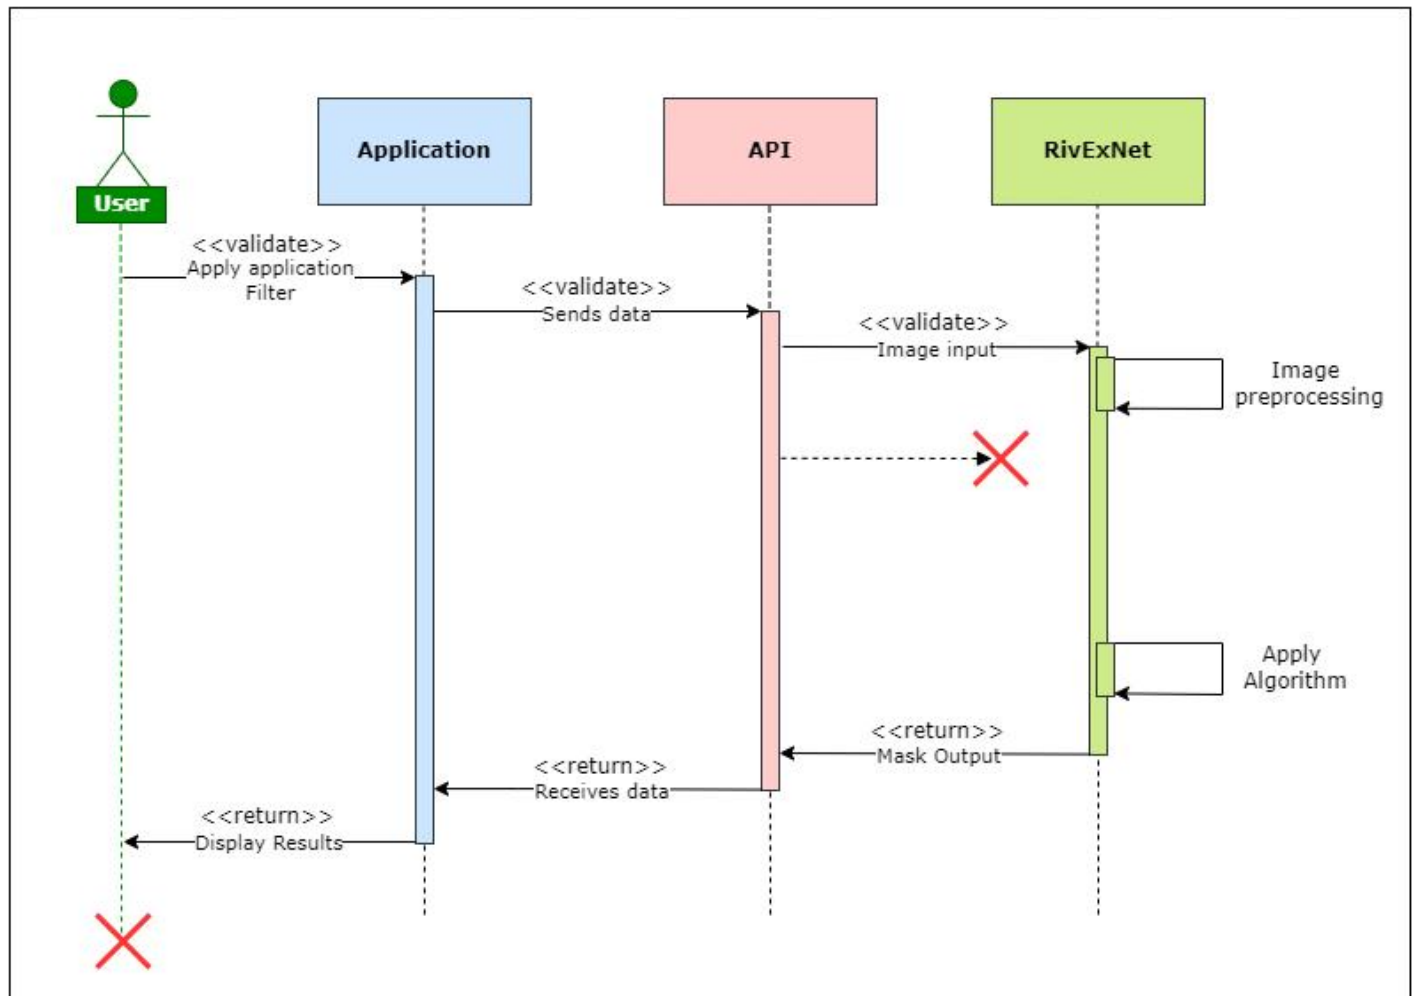 Application
API
RivExNet
User
<<validate>>
Apply application
Filter
<<validate>>
Sends data
<<validate>>
Image input
Image
preprocessing
Apply
Algorithm
<<return>>
Mask Output
<<return>>
Receives data
<<return>>
Display Results